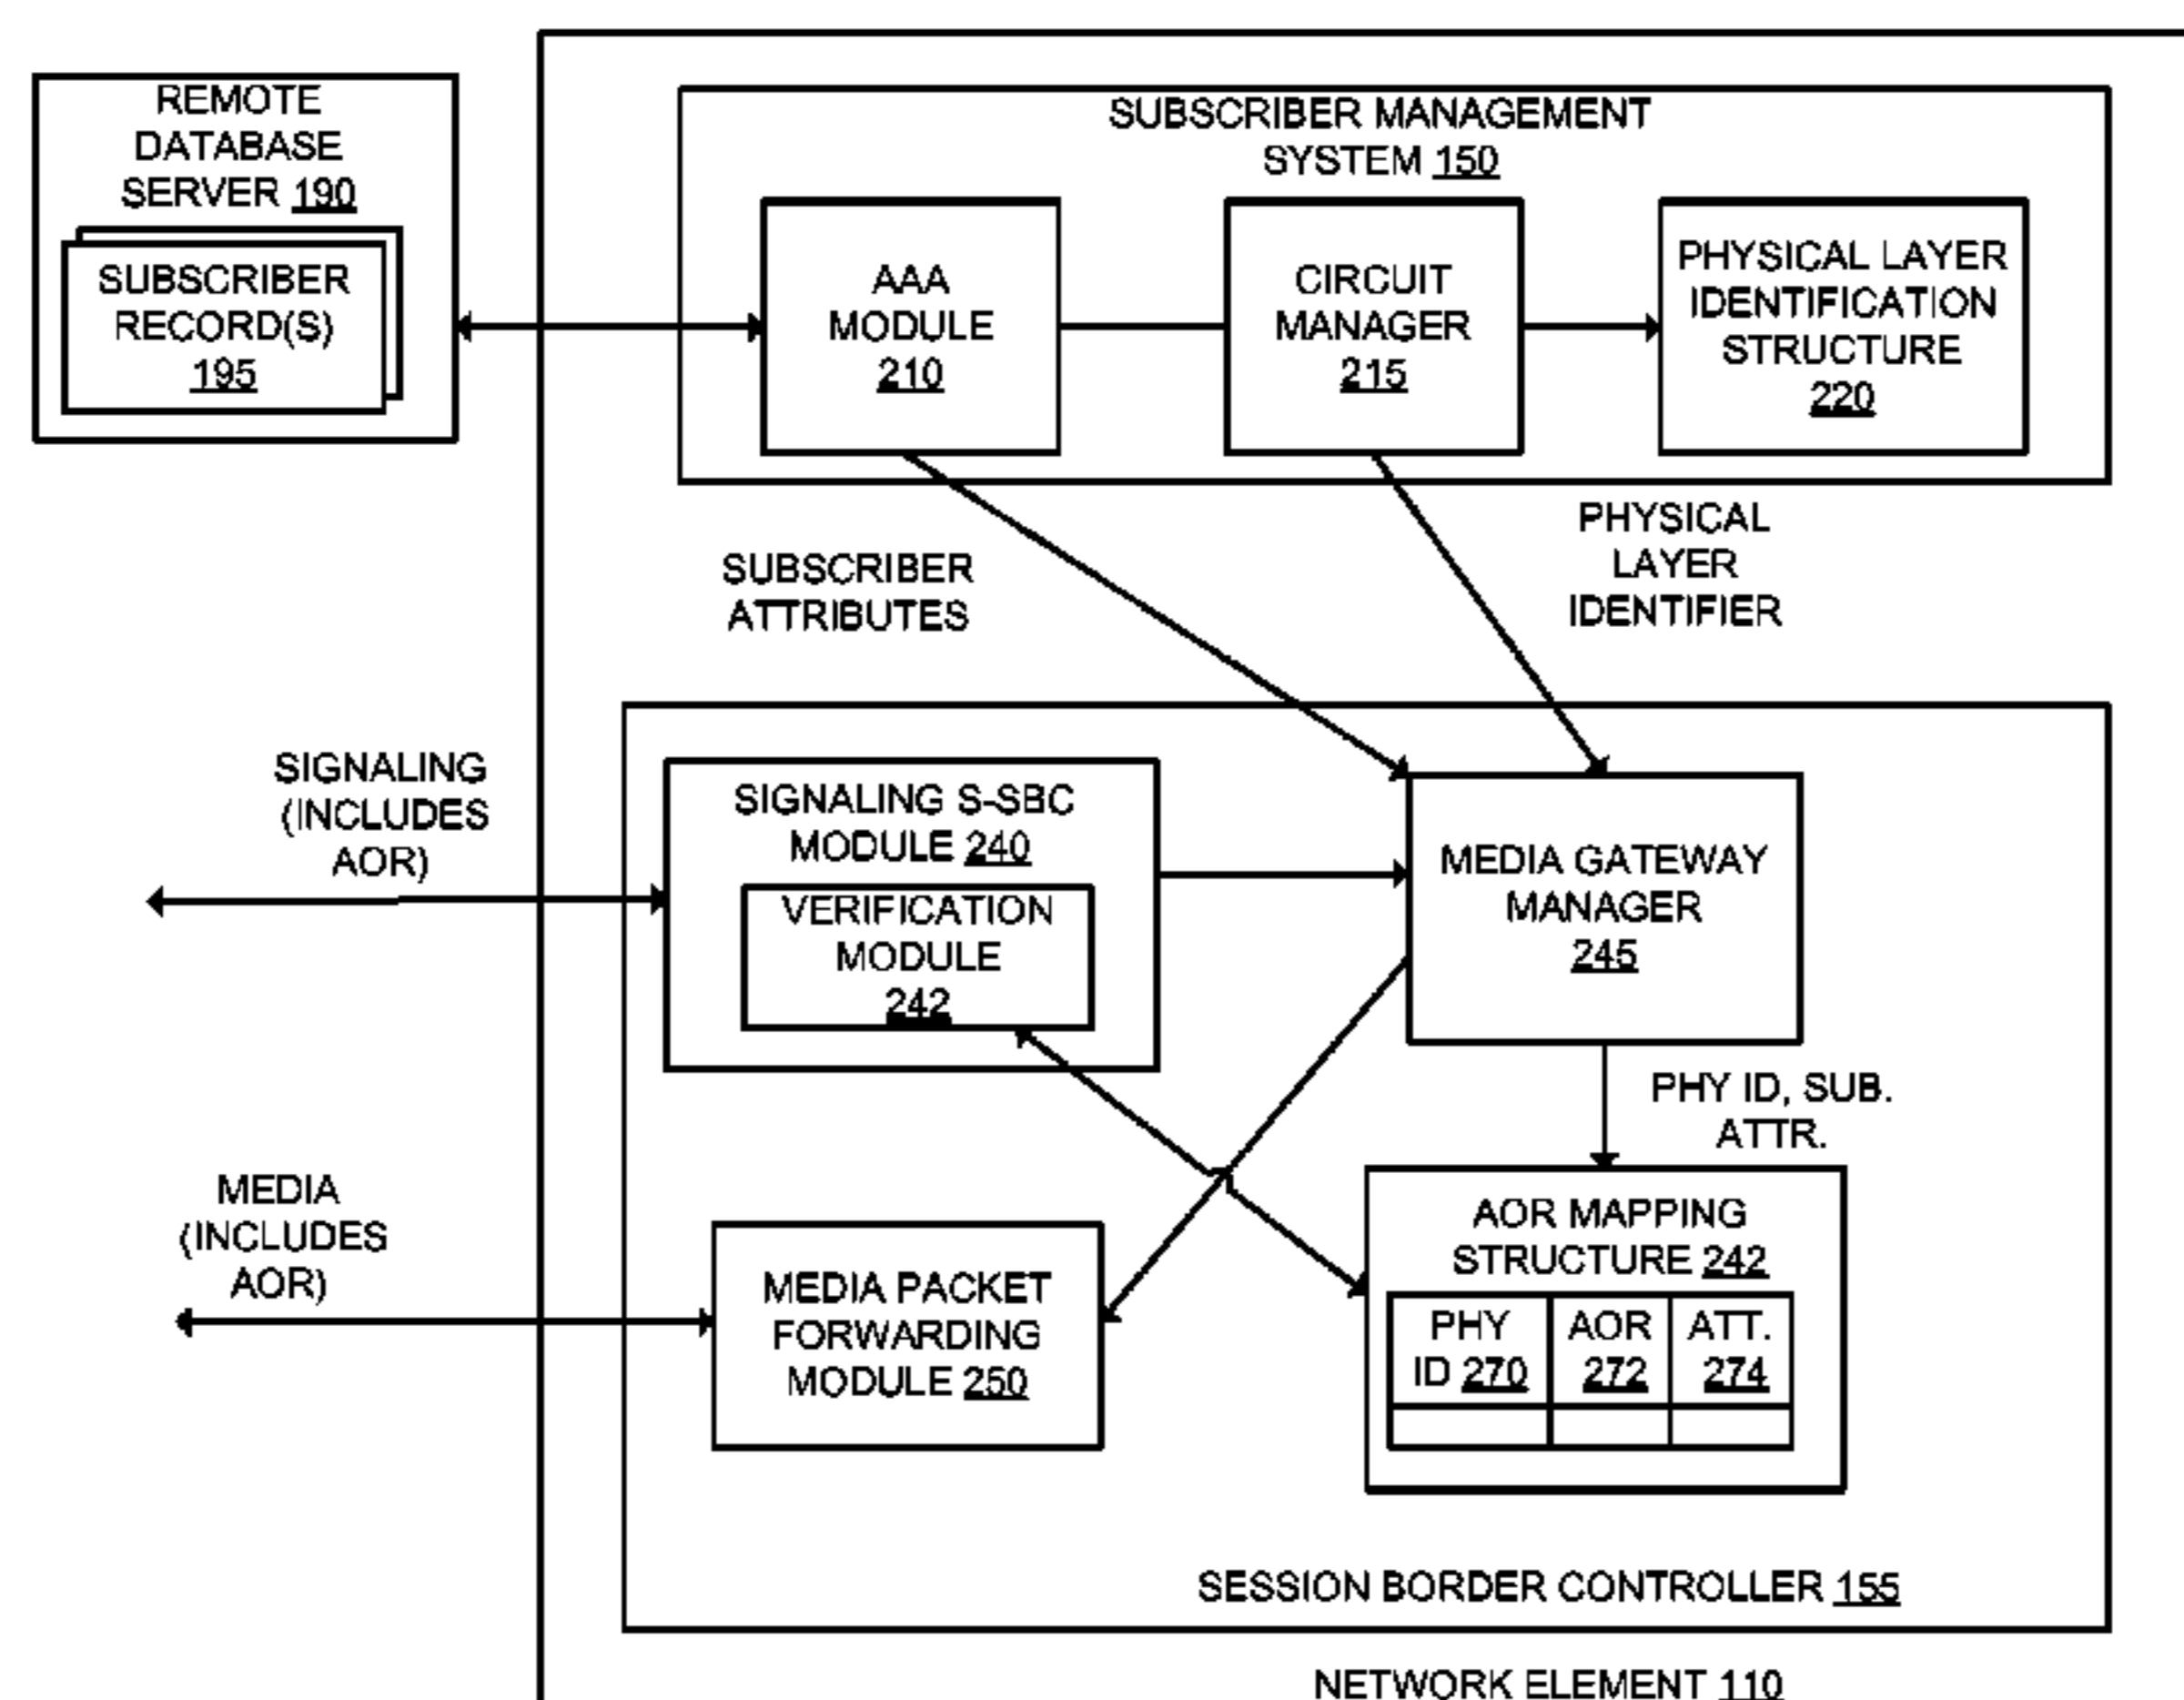 REMOTE
DATABASE
SERVER 190
SUBSCRIBER
RECORD(S)
195
SUBSCRIBER MANAGEMENT
SYSTEM 150
AAA
MODULE
210
CIRCUIT
MANAGER
215
PHYSICAL LAYER
IDENTIFICATION
STRUCTURE
220
SUBSCRIBER
ATTRIBUTES
PHYSICAL
LAYER
IDENTIFIER
SIGNALING
(INCLUDES
AOR)
SIGNALING S-SBC
MODULE 240
VERIFICATION
MODULE
242
MEDIA GATEWAY
MANAGER
245
PHY ID, SUB.
ATTR.
MEDIA
(INCLUDES
AOR)
MEDIA PACKET
FORWARDING
MODULE 250
AOR MAPPING
STRUCTURE 242
PHY
ID 270
AOR
272
ATT.
274
SESSION BORDER CONTROLLER 155
NETWORK ELEMENT 110